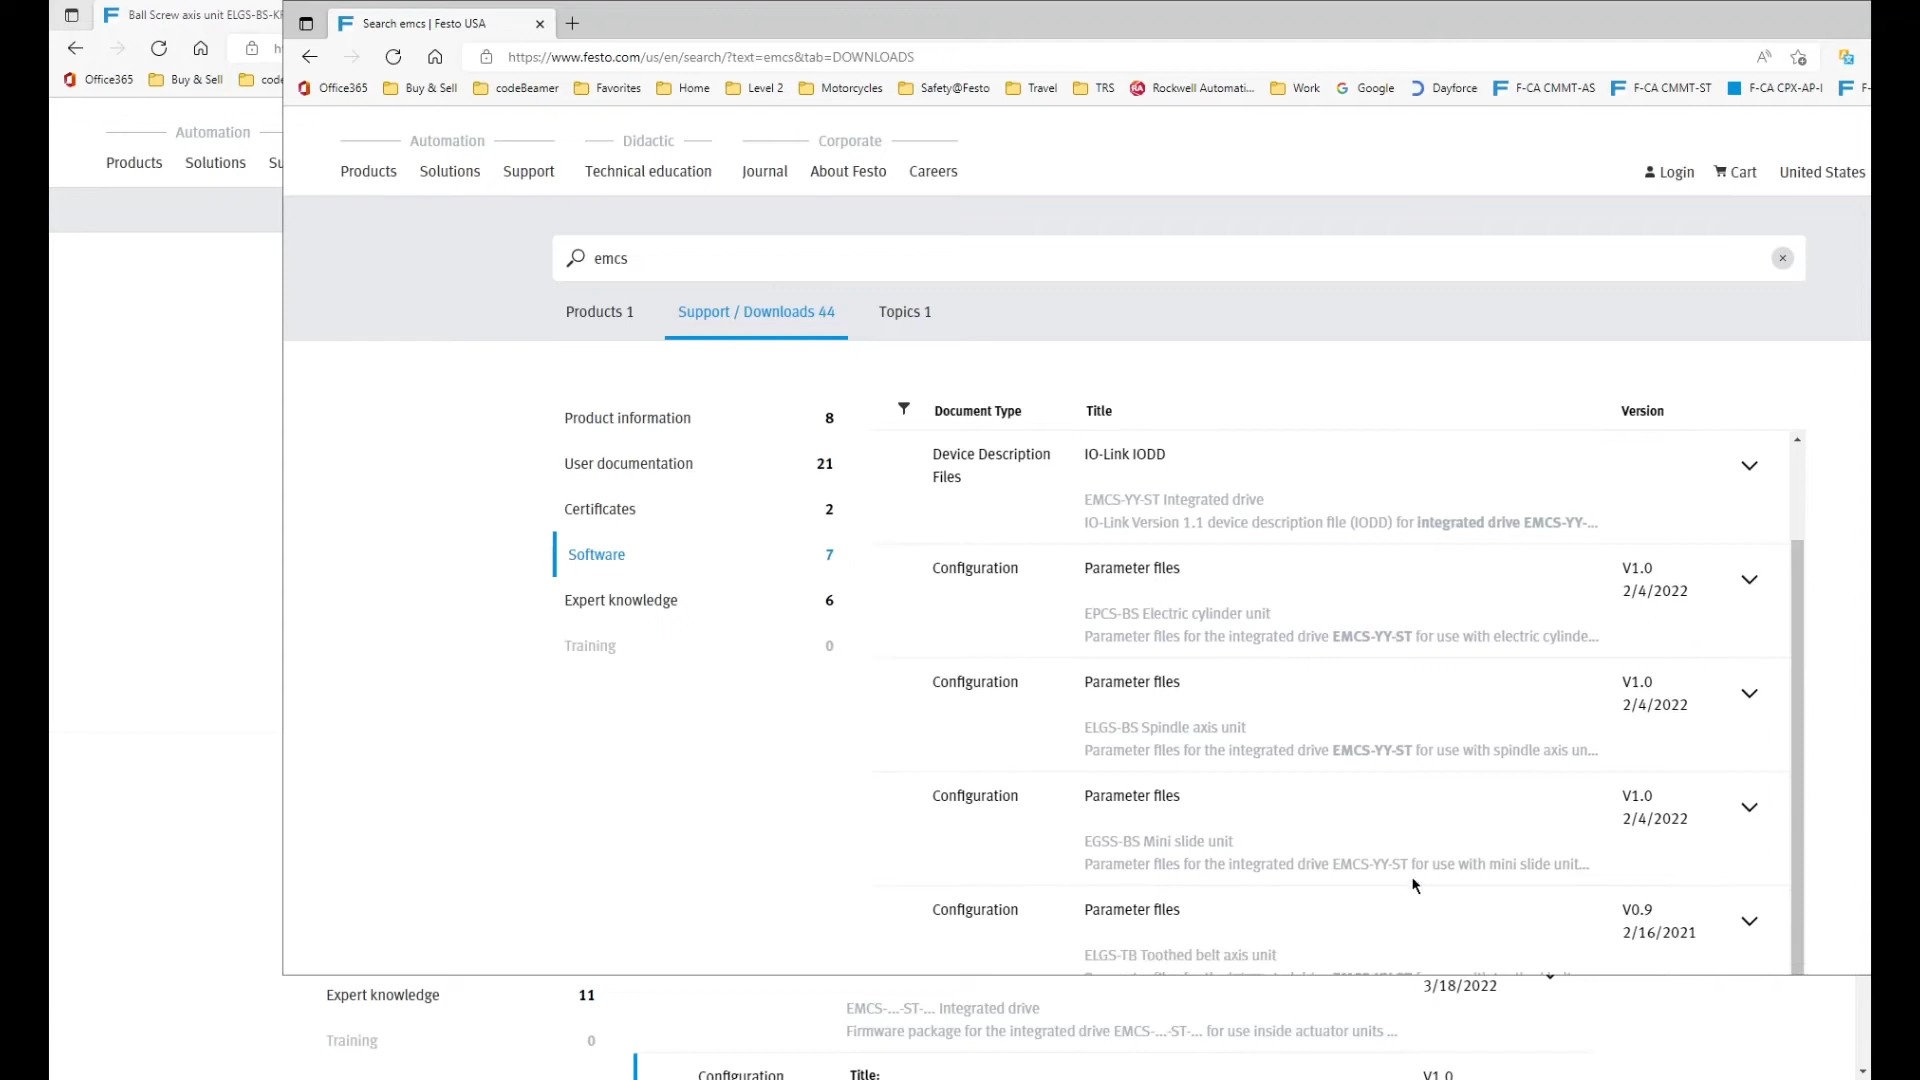 Ball Screw axis unit ELGS-BS-K
Search emcs | Festo USA
https://www.festo.com/us/en/search/?text=emcs&tab=DOWNLOADS
Office365 Buy & Sell
Office365 Buy & Sell codeBeamer Favorites Home Level 2 Motorcycles Safety@Festo Travel TRS Rockwell Automati... Work Google Dayforce F-CA CMMT-AS F-CA CMMT-ST F-CA CPX-AP-I
Automation
Products Solutions
Automation Didactic Corporate
Products Solutions Support Technical education Journal About Festo Careers
Login Cart United States
emcs
Products 1 Support / Downloads 44 Topics 1
Product information 8
User documentation 21
Certificates 2
Software 7
Expert knowledge 6
Training 0
Document Type Title Version
Device Description Files IO-Link IODD
EMCS-YY-ST Integrated drive
IO-Link Version 1.1 device description file (IODD) for integrated drive EMCS-YY-...
Configuration Parameter files V1.0
2/4/2022
EPCS-BS Electric cylinder unit
Parameter files for the integrated drive EMCS-YY-ST for use with electric cylinde...
Configuration Parameter files V1.0
2/4/2022
ELGS-BS Spindle axis unit
Parameter files for the integrated drive EMCS-YY-ST for use with spindle axis un...
Configuration Parameter files V1.0
2/4/2022
EGSS-BS Mini slide unit
Parameter files for the integrated drive EMCS-YY-ST for use with mini slide unit...
Configuration Parameter files V0.9
2/16/2021
ELGS-TB Toothed belt axis unit
3/18/2022
Expert knowledge 11
Training 0
EMCS-...-ST-... Integrated drive
Firmware package for the integrated drive EMCS-...-ST-... for use inside actuator units ...
Configuration Title: V1.0